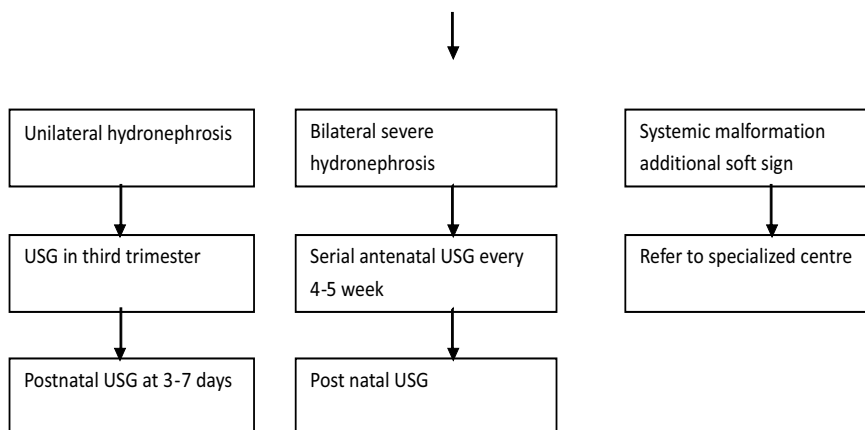 Unilateral hydronephrosis
Bilateral severe
hydronephrosis
Systemic malformation
additional soft sign
USG in third trimester
Serial antenatal USG every
4-5 week
Refer to specialized centre
Postnatal USG at 3-7 days
Post natal USG